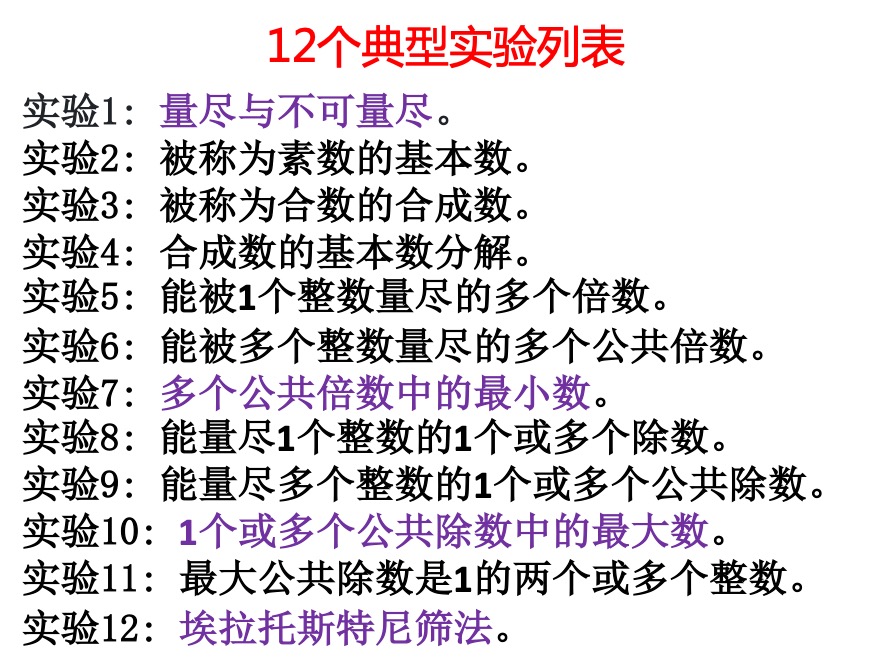 12个典型实验列表
实验1：量尽与不可量尽。
实验2：被称为素数的基本数。
实验3：被称为合数的合成数。
实验4：合成数的基本数分解。
实验5：能被1个整数量尽的多个倍数。
实验6：能被多个整数量尽的多个公共倍数。
实验7：多个公共倍数中的最小数。
实验8：能量尽1个整数的1个或多个除数。
实验9：能量尽多个整数的1个或多个公共除数。
实验10：1个或多个公共除数中的最大数。
实验11：最大公共除数是1的两个或多个整数。
实验12：埃拉托斯特尼筛法。